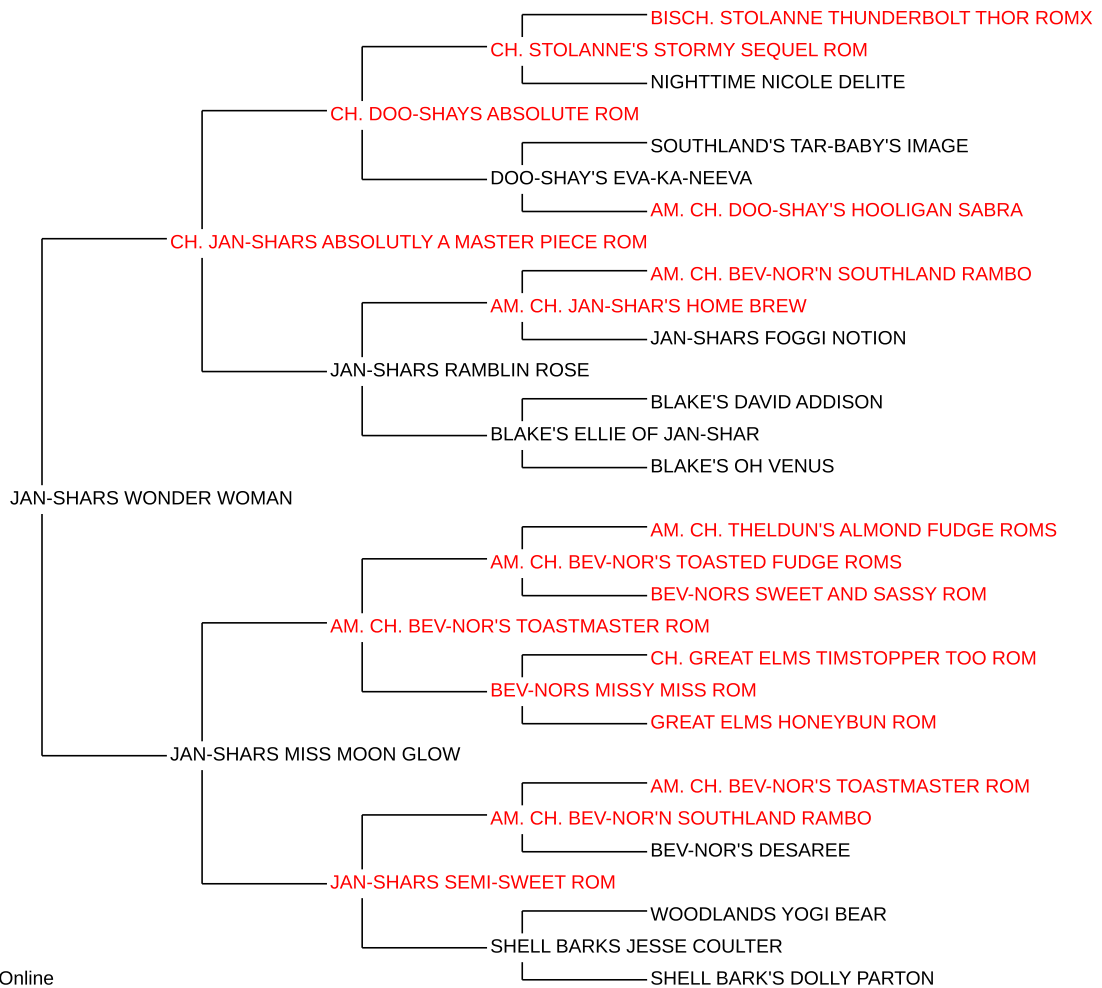 BISCH. STOLANNE THUNDERBOLT THOR ROMX
CH. STOLANNE'S STORMY SEQUEL ROM
NIGHTTIME NICOLE DELITE
CH. DOO-SHAYS ABSOLUTE ROM
SOUTHLAND'S TAR-BABY'S IMAGE
DOO-SHAY'S EVA-KA-NEEVA
AM. CH. DOO-SHAY'S HOOLIGAN SABRA
CH. JAN-SHARS ABSOLUTLY A MASTER PIECE ROM
AM. CH. BEV-NOR'N SOUTHLAND RAMBO
AM. CH. JAN-SHAR'S HOME BREW
JAN-SHARS FOGGI NOTION
JAN-SHARS RAMBLIN ROSE
BLAKE'S DAVID ADDISON
BLAKE'S ELLIE OF JAN-SHAR
BLAKE'S OH VENUS
JAN-SHARS WONDER WOMAN
AM. CH. THELDUN'S ALMOND FUDGE ROMS
AM. CH. BEV-NOR'S TOASTED FUDGE ROMS
BEV-NORS SWEET AND SASSY ROM
AM. CH. BEV-NOR'S TOASTMASTER ROM
CH. GREAT ELMS TIMSTOPPER TOO ROM
BEV-NORS MISSY MISS ROM
GREAT ELMS HONEYBUN ROM
JAN-SHARS MISS MOON GLOW
AM. CH. BEV-NOR'S TOASTMASTER ROM
AM. CH. BEV-NOR'N SOUTHLAND RAMBO
BEV-NOR'S DESAREE
JAN-SHARS SEMI-SWEET ROM
WOODLANDS YOGI BEAR
SHELL BARKS JESSE COULTER
SHELL BARK'S DOLLY PARTON
Online